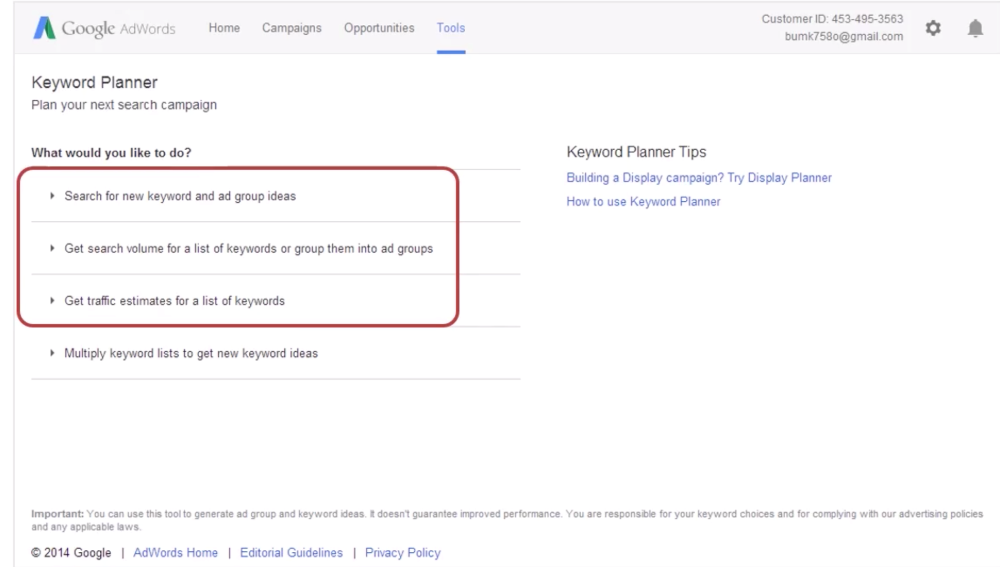 Google AdWords Home Campaigns Opportunities Tools
Customer ID: 453-495-3563
bumk758o@gmail.com
Keyword Planner
Plan your next search campaign
What would you like to do?
Search for new keyword and ad group ideas
Get search volume for a list of keywords or group them into ad groups
Get traffic estimates for a list of keywords
Multiply keyword lists to get new keyword ideas
Keyword Planner Tips
Building a Display campaign? Try Display Planner
How to use Keyword Planner
Important: You can use this tool to generate ad group and keyword ideas. It doesn't guarantee improved performance. You are responsible for your keyword choices and for complying with our advertising policies
and any applicable laws.
© 2014 Google | AdWords Home | Editorial Guidelines | Privacy Policy